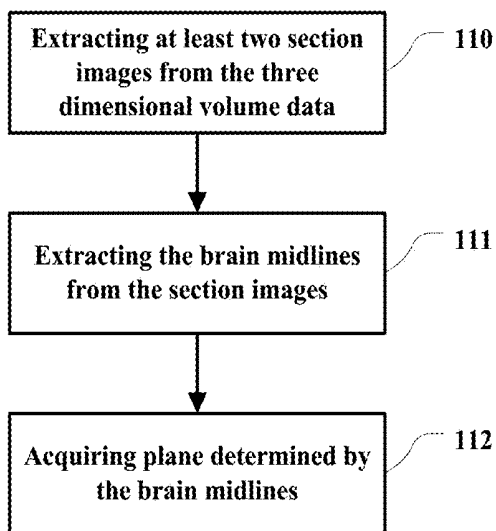 Extracting at least two section
images from the three
dimensional volume data
110
Extracting the brain midlines
from the section images
111
Acquiring plane determined by
the brain midlines
112